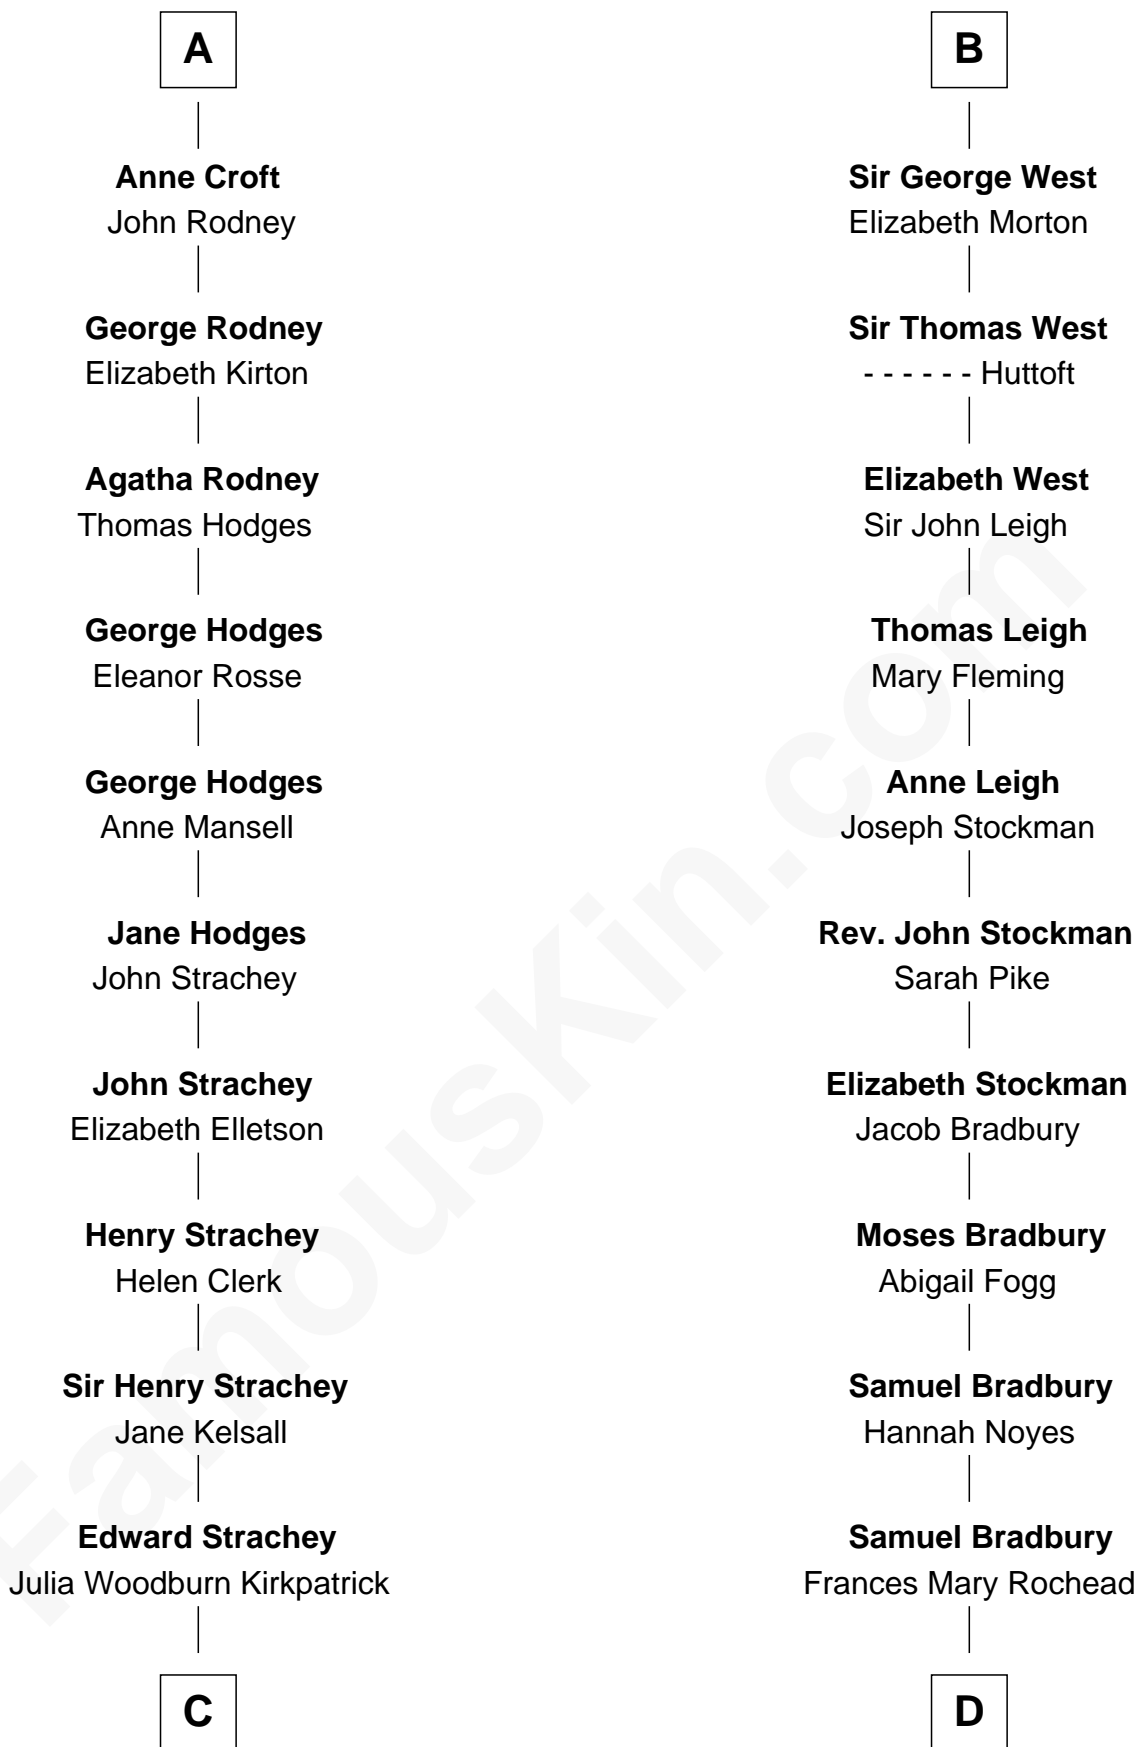 A
Anne Croft
John Rodney
George Rodney
Elizabeth Kirton
Agatha Rodney
Thomas Hodges
George Hodges
Eleanor Rosse
George Hodges
Anne Mansell
Jane Hodges
John Strachey
John Strachey
Elizabeth Elletson
Henry Strachey
Helen Clerk
Sir Henry Strachey
Jane Kelsall
Edward Strachey
Julia Woodburn Kirkpatrick
C
B
Sir George West
Elizabeth Morton
Sir Thomas West
- - - - - - Huttoft
Elizabeth West
Sir John Leigh
Thomas Leigh
Mary Fleming
Anne Leigh
Joseph Stockman
Rev. John Stockman
Sarah Pike
Elizabeth Stockman
Jacob Bradbury
Moses Bradbury
Abigail Fogg
Samuel Bradbury
Hannah Noyes
Samuel Bradbury
Frances Mary Rochead
D
FamousKin.com